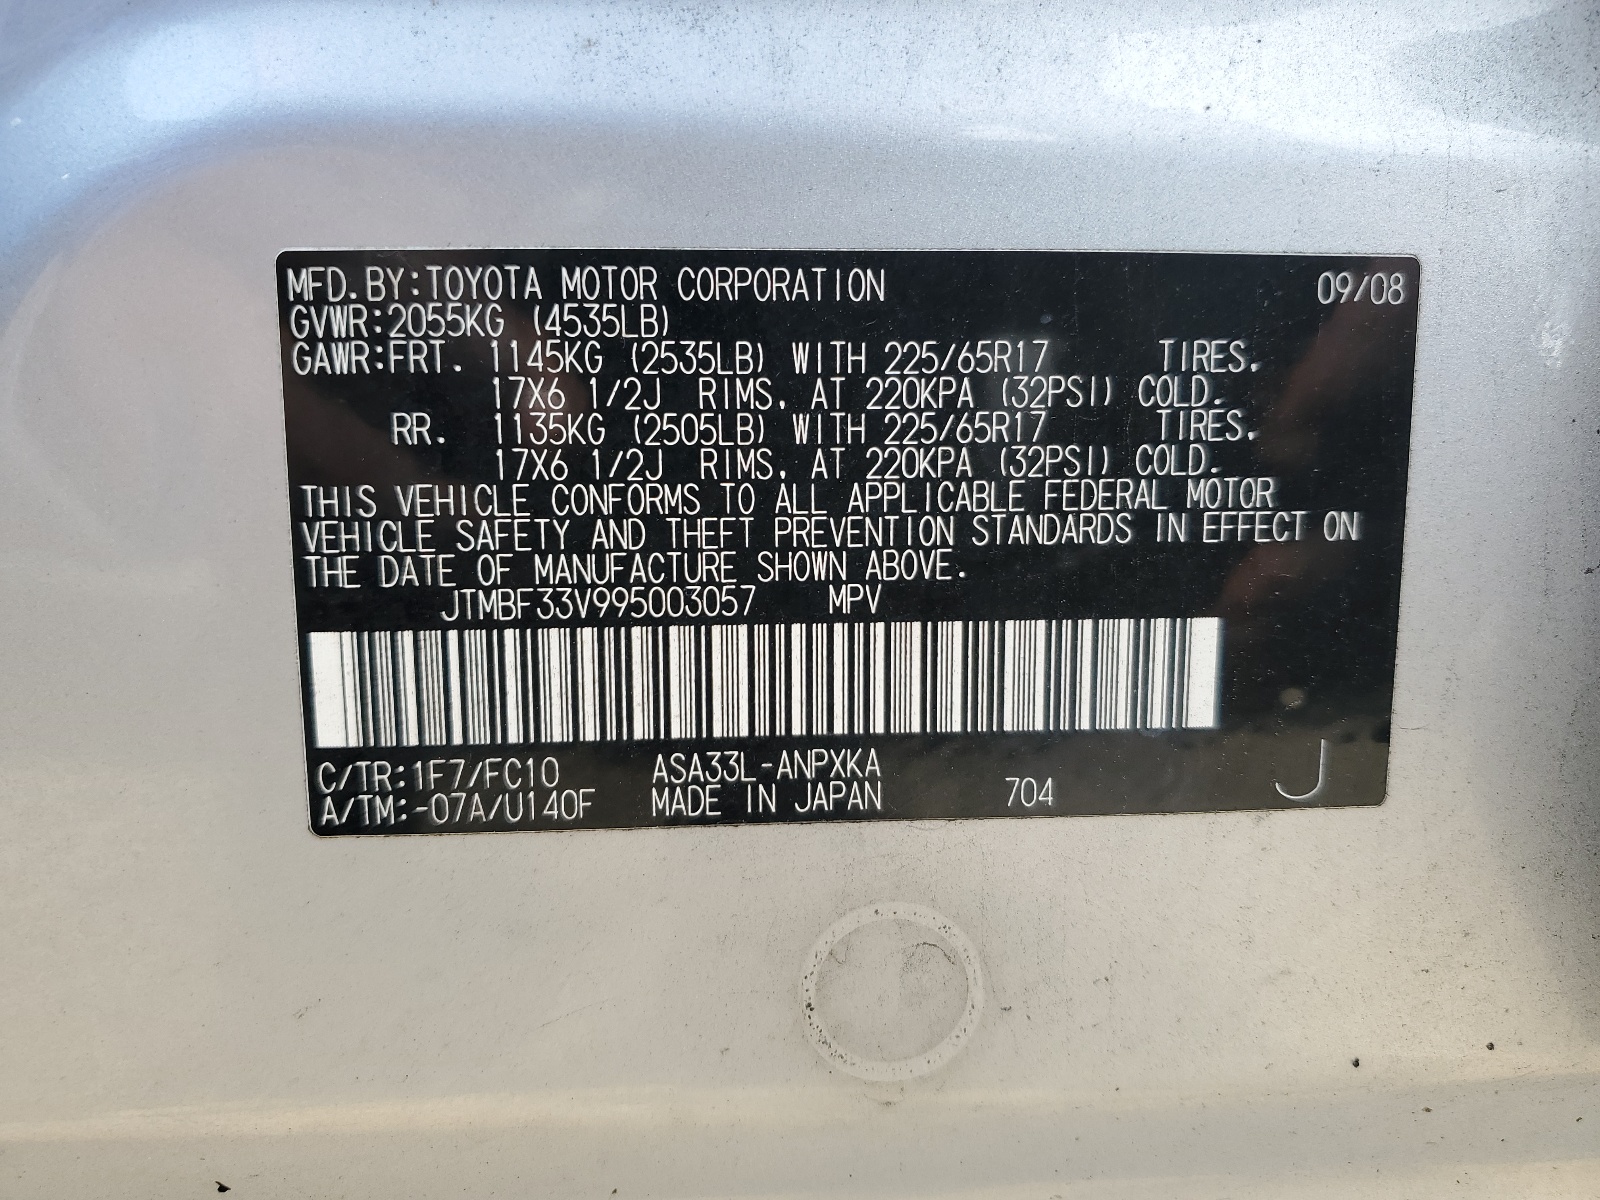 MFD.BY:TOYOTA MOTOR CORPORATION 09/08
GVWR:2055KG (4535LB)
GAWR:FRT. 1145KG (2535LB) WITH 225/65R17 TIRES.
17X6 1/2J RIMS, AT 220KPA (32PSI) COLD.
RR. 1135KG (2505LB) WITH 225/65R17 TIRES.
17X6 1/2J RIMS, AT 220KPA (32PSI) COLD.
THIS VEHICLE CONFORMS TO ALL APPLICABLE FEDERAL MOTOR
VEHICLE SAFETY AND THEFT PREVENTION STANDARDS IN EFFECT ON
THE DATE OF MANUFACTURE SHOWN ABOVE.
JTMBF33V995003057 MPV
C/TR:1F7/FC10 ASA33L-ANPXKA
A/TM:-07A/U140F MADE IN JAPAN 704 J